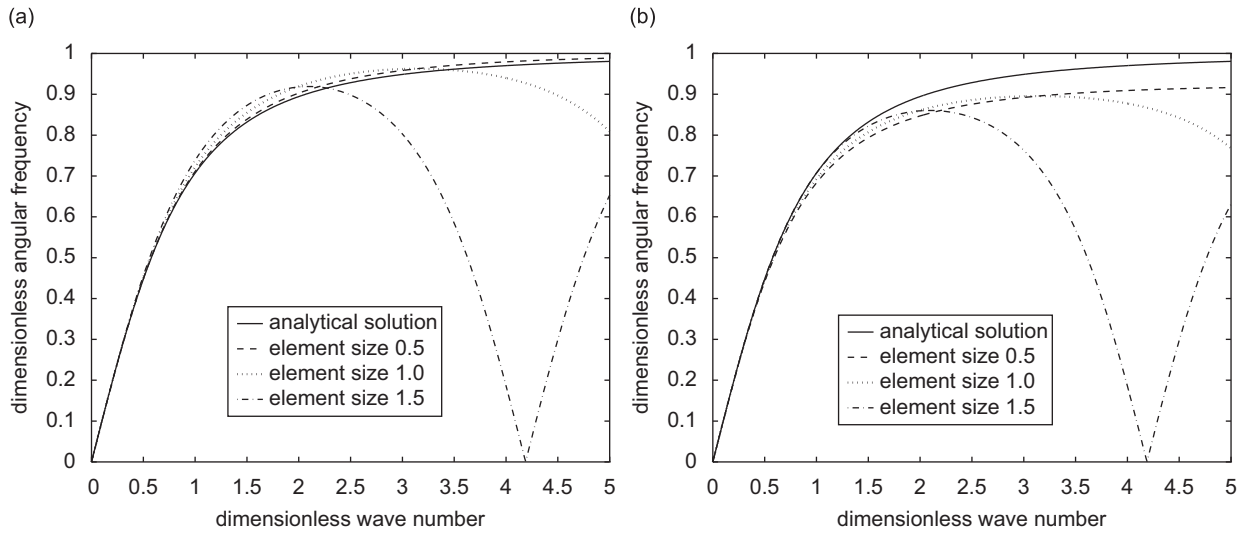 (a)
1
0.9
0.8
0.7
0.6
0.5
0.4
0.3
0.2
0.1
0
dimensionless angular frequency
analytical solution
element size 0.5
element size 1.0
element size 1.5
0 0.5 1 1.5 2 2.5 3 3.5 4 4.5 5
dimensionless wave number
(b)
1
0.9
0.8
0.7
0.6
0.5
0.4
0.3
0.2
0.1
0
dimensionless angular frequency
analytical solution
element size 0.5
element size 1.0
element size 1.5
0 0.5 1 1.5 2 2.5 3 3.5 4 4.5 5
dimensionless wave number